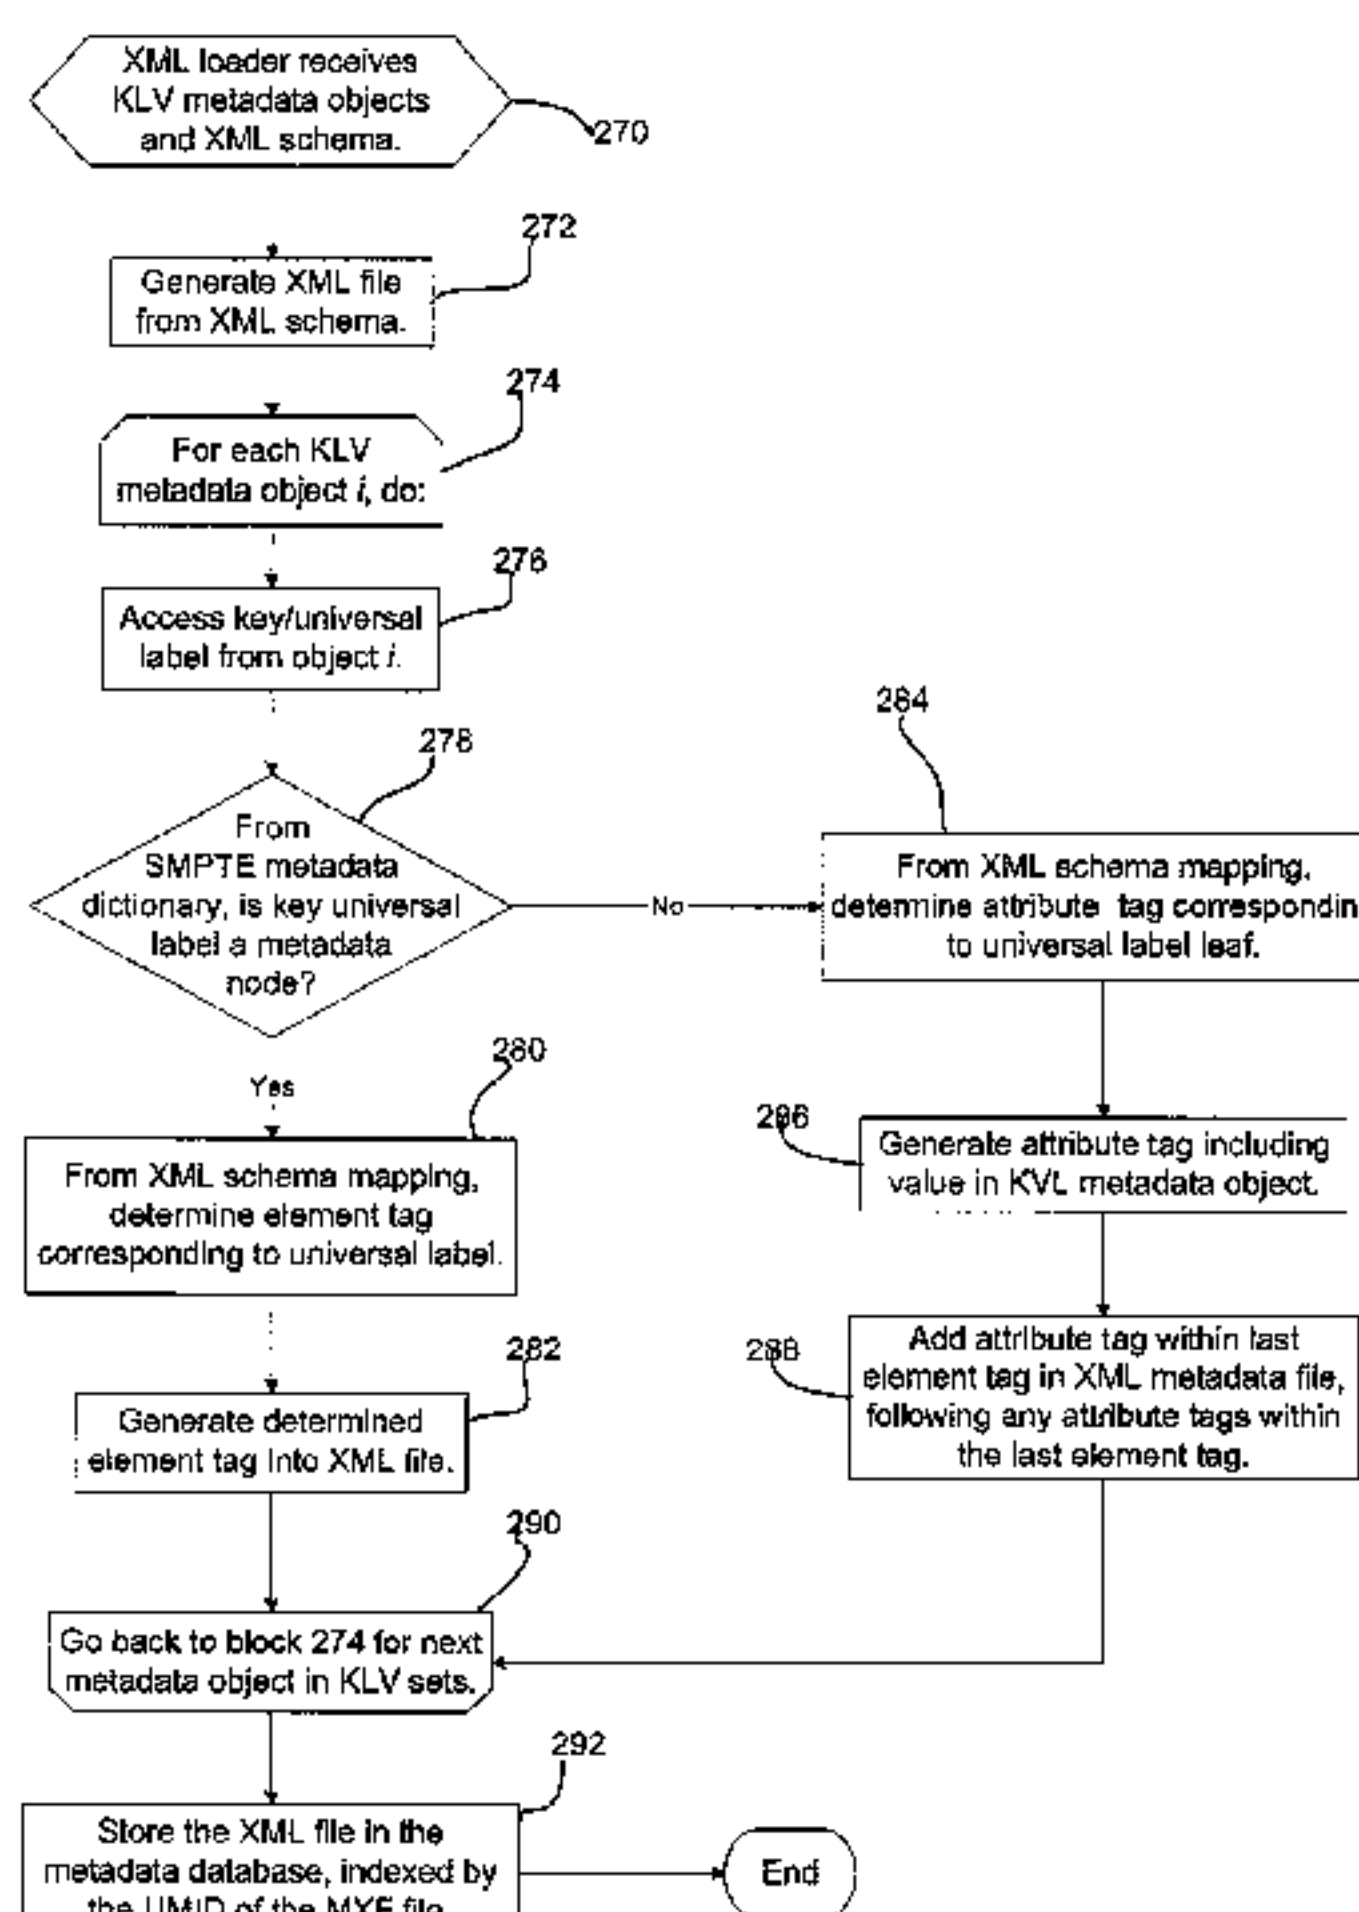 XML loader receives
KLV metadata objects
and XML schema.
270
272
Generate XML file
from XML schema.
274
For each KLV
metadata object i, do:
276
Access key/universal
label from object i.
278
From
SMPTE metadata
dictionary, is key universal
label a metadata
node?
No
284
From XML schema mapping,
determine attribute tag correspondin
to universal label leaf.
Yes
280
From XML schema mapping,
determine element tag
corresponding to universal label.
286
Generate attribute tag including
value in KVL metadata object.
282
Generate determined
element tag into XML file.
288
Add attribute tag within last
element tag in XML metadata file,
following any attribute tags within
the last element tag.
290
Go back to block 274 for next
metadata object in KLV sets.
292
Store the XML file in the
metadata database, indexed by
the UMID of the MXF file
End